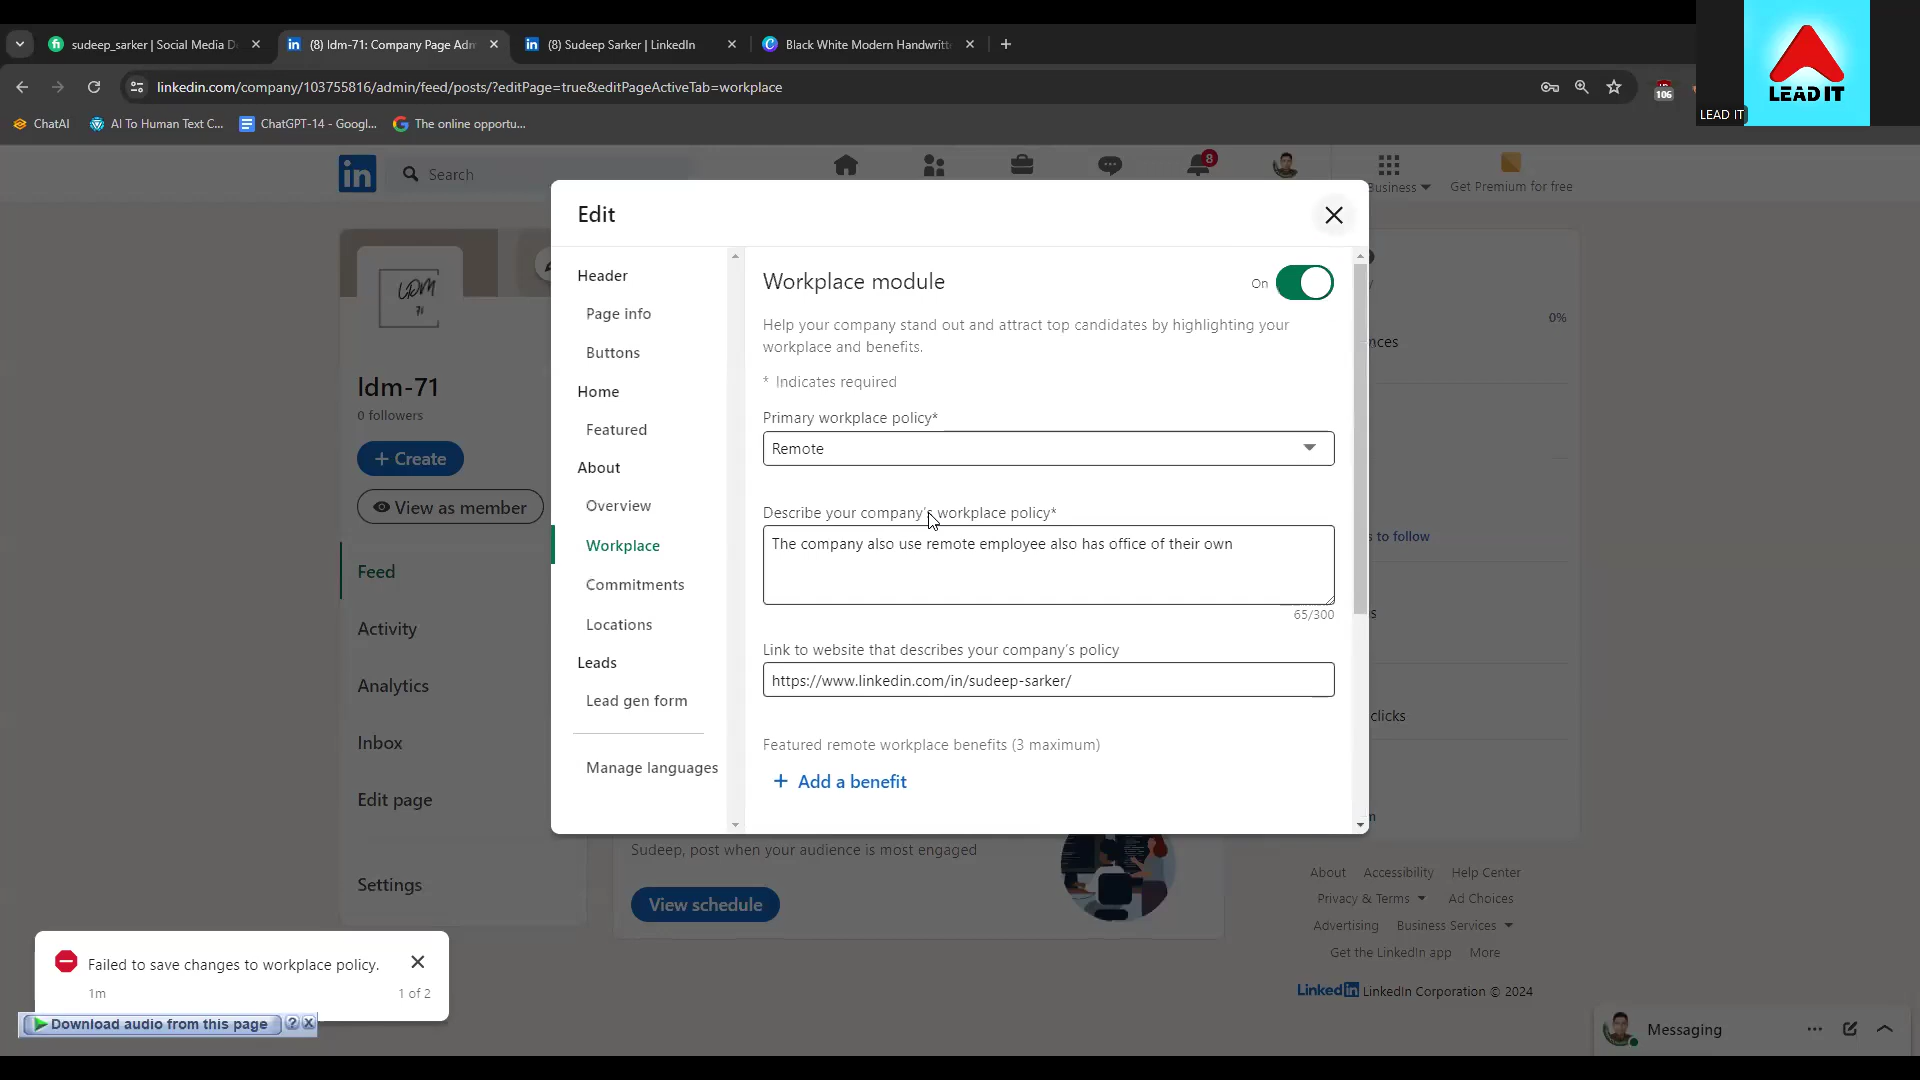 sudeep_sarker | Social Media D
(8) ldm-71: Company Page Adm
(8) Sudeep Sarker | LinkedIn
Black White Modern Handwritt
linkedin.com/company/103755816/admin/feed/posts/?editPage=true&editPageActiveTab=workplace
106
ChatAI
AI To Human Text C...
ChatGPT-14 - Googl...
The online opportu...
LEAD IT
LEAD IT
in
Search
8
Business
Get Premium for free
Edit
Header
Page info
Buttons
Home
Featured
About
Overview
Workplace
Commitments
Locations
Leads
Lead gen form
Manage languages
Workplace module
On
Help your company stand out and attract top candidates by highlighting your
workplace and benefits.
* Indicates required
Primary workplace policy*
Remote
Describe your company's workplace policy*
The company also use remote employee also has office of their own
65/300
Link to website that describes your company's policy
https://www.linkedin.com/in/sudeep-sarker/
Featured remote workplace benefits (3 maximum)
+ Add a benefit
LDM
71
ldm-71
0 followers
+ Create
View as member
Feed
Activity
Analytics
Inbox
Edit page
Settings
0%
nces
s to follow
s
clicks
m
Sudeep, post when your audience is most engaged
View schedule
About
Accessibility
Help Center
Privacy & Terms
Ad Choices
Advertising
Business Services
Get the LinkedIn app
More
LinkedIn LinkedIn Corporation © 2024
Failed to save changes to workplace policy.
1m
1 of 2
Download audio from this page
?
X
Messaging